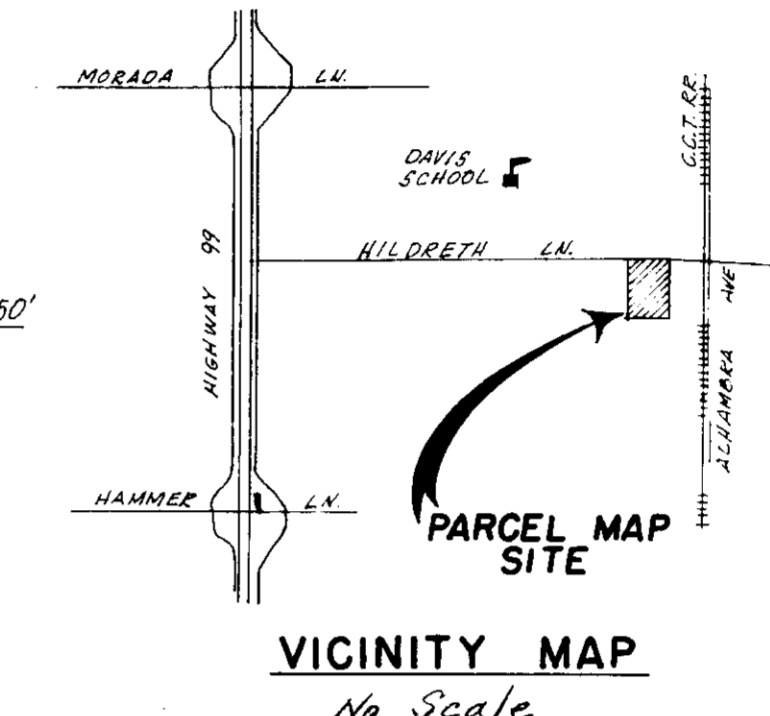 MORADA LN.
C.C.T. RR.
DAVIS
SCHOOL
HILDRETH LN.
HIGHWAY 99
50'
AVE
ALHAMBRA
HAMMER LN.
PARCEL MAP
SITE
VICINITY MAP
No Scale